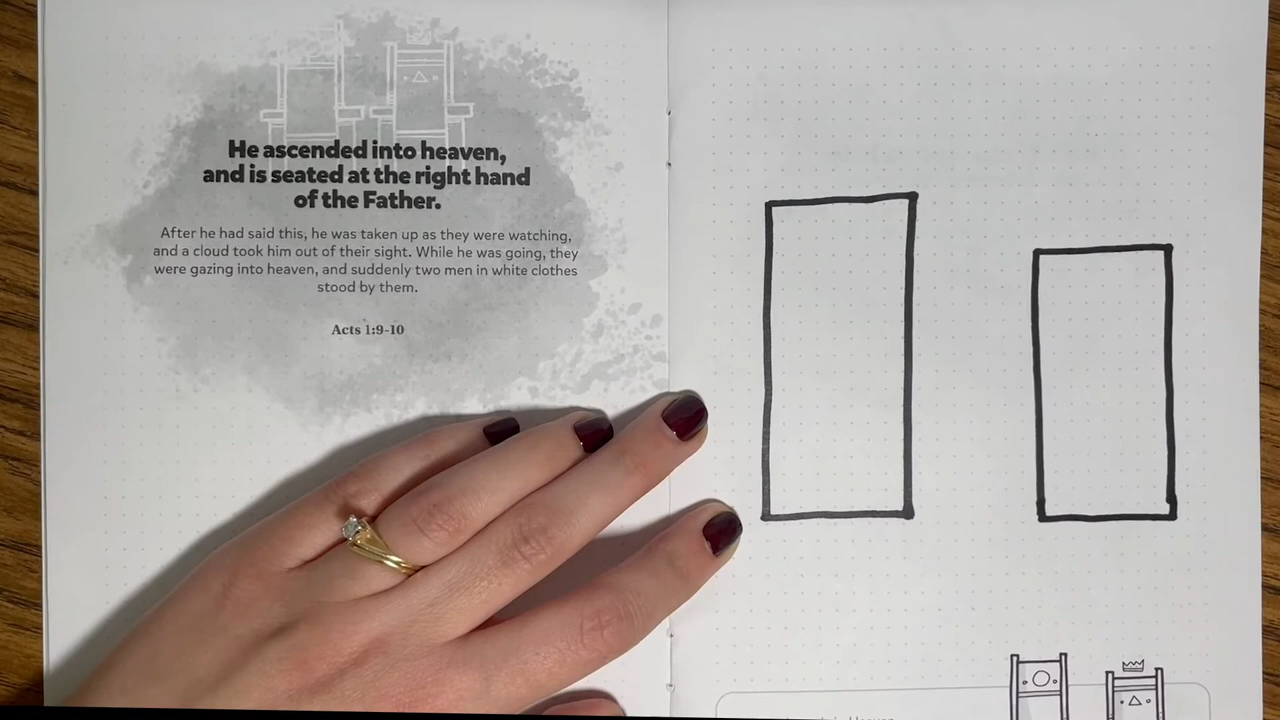 He ascended into heaven,
and is seated at the right hand
of the Father.
After he had said this, he was taken up as they were watching,
and a cloud took him out of their sight. While he was going, they
were gazing into heaven, and suddenly two men in white clothes
stood by them.
Acts 1:9-10